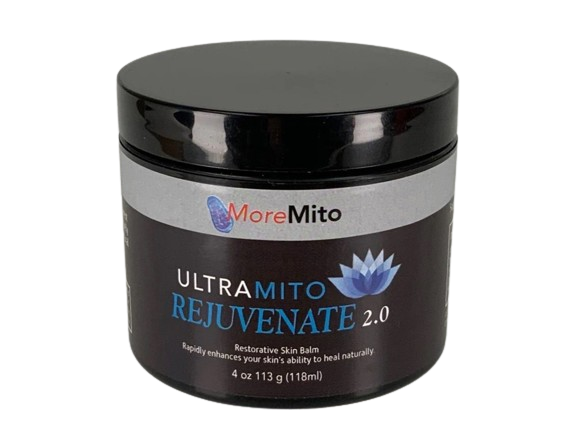 MoreMito
ULTRAMITO
REJUVENATE 2.0
Restorative Skin Balm
Rapidly enhances your skin's ability to heal naturally.
4 oz 113 g (118ml)